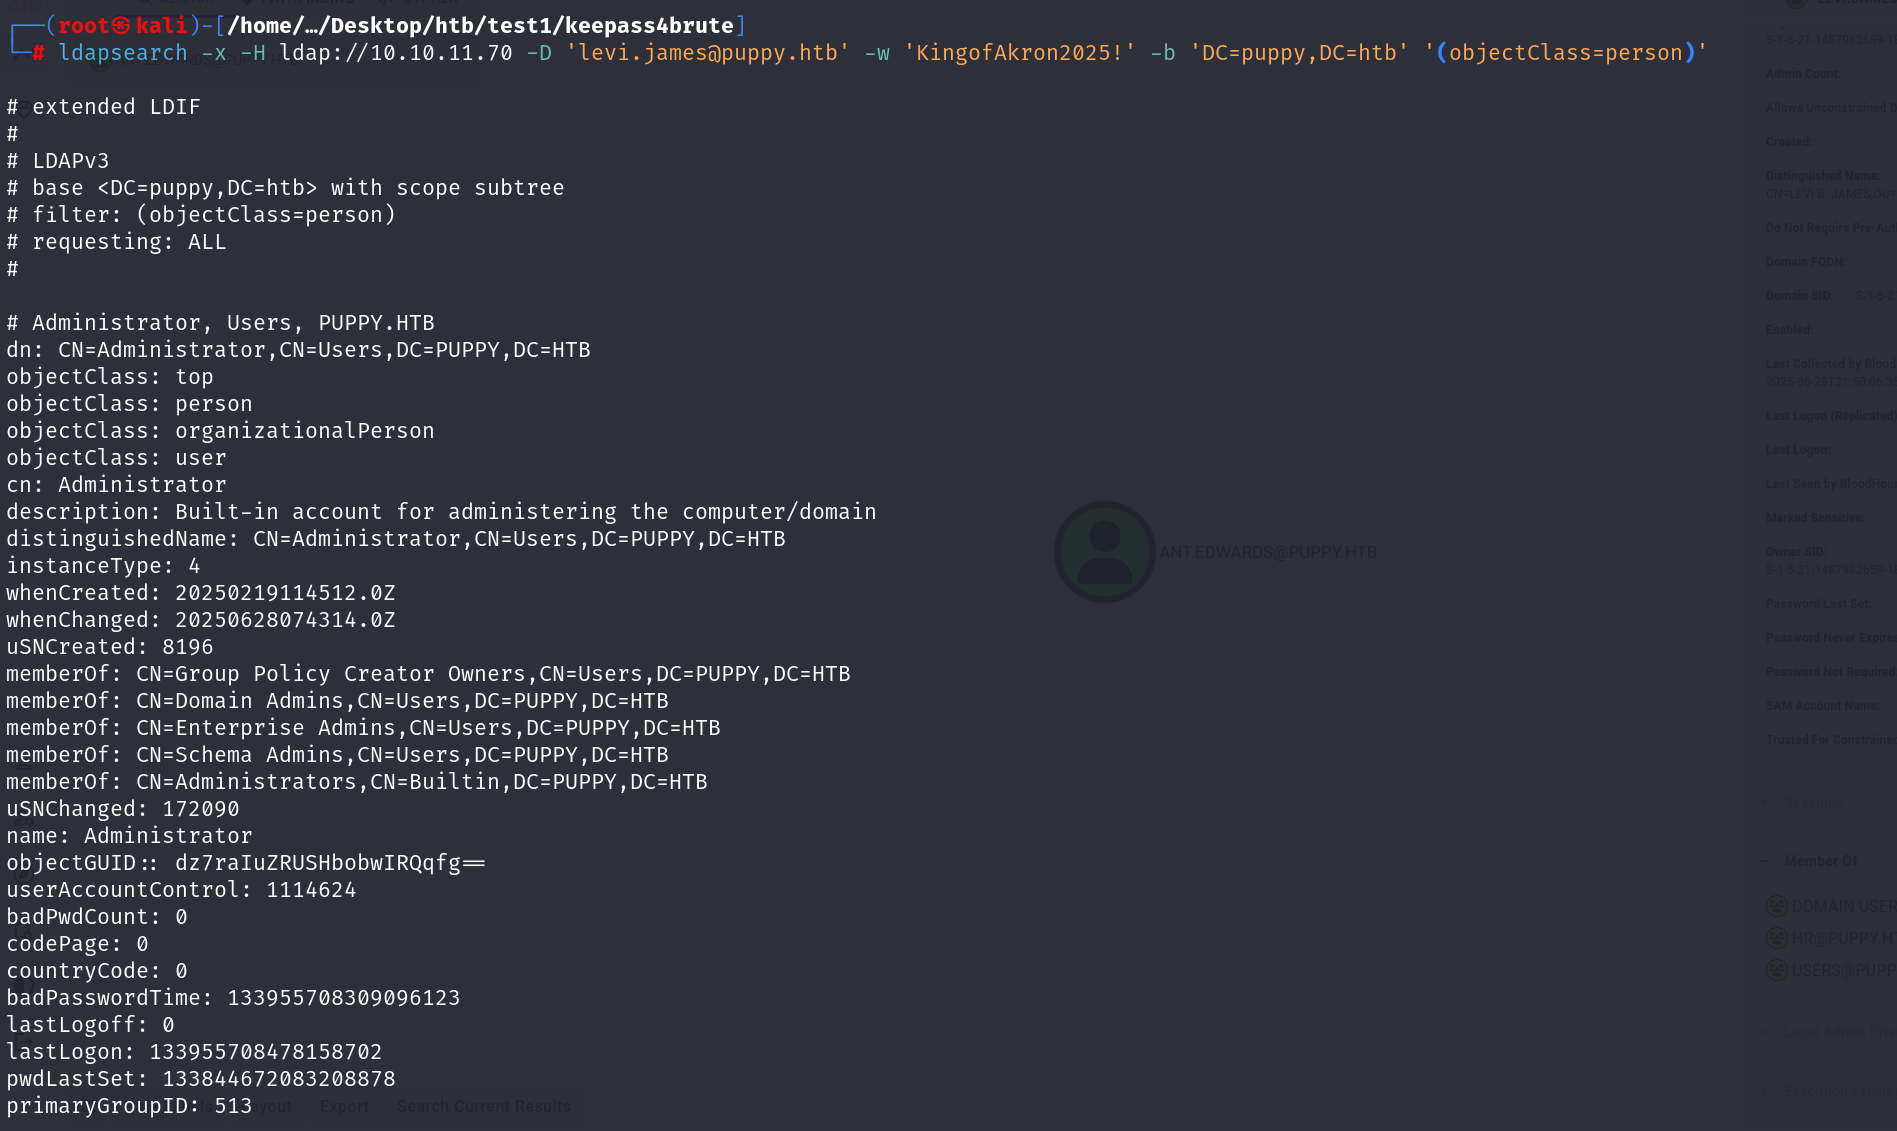 ┌──(root㉿kali)-[/home/…/Desktop/htb/test1/keepass4brute]
└─# ldapsearch -x -H ldap://10.10.11.70 -D 'levi.james@puppy.htb' -w 'KingofAkron2025!' -b 'DC=puppy,DC=htb' '(objectClass=person)'
# extended LDIF
#
# LDAPv3
# base <DC=puppy,DC=htb> with scope subtree
# filter: (objectClass=person)
# requesting: ALL
#
# Administrator, Users, PUPPY.HTB
dn: CN=Administrator,CN=Users,DC=PUPPY,DC=HTB
objectClass: top
objectClass: person
objectClass: organizationalPerson
objectClass: user
cn: Administrator
description: Built-in account for administering the computer/domain
distinguishedName: CN=Administrator,CN=Users,DC=PUPPY,DC=HTB
instanceType: 4
whenCreated: 20250219114512.0Z
whenChanged: 20250628074314.0Z
uSNCreated: 8196
memberOf: CN=Group Policy Creator Owners,CN=Users,DC=PUPPY,DC=HTB
memberOf: CN=Domain Admins,CN=Users,DC=PUPPY,DC=HTB
memberOf: CN=Enterprise Admins,CN=Users,DC=PUPPY,DC=HTB
memberOf: CN=Schema Admins,CN=Users,DC=PUPPY,DC=HTB
memberOf: CN=Administrators,CN=Builtin,DC=PUPPY,DC=HTB
uSNChanged: 172090
name: Administrator
objectGUID:: dz7raIuZRUSHbobwIRQqfg==
userAccountControl: 1114624
badPwdCount: 0
codePage: 0
countryCode: 0
badPasswordTime: 133955708309096123
lastLogoff: 0
lastLogon: 133955708478158702
pwdLastSet: 133844672083208878
primaryGroupID: 513
ANT.EDWARDS@PUPPY.HTB
Admin Count:
Allows Unconstrained
Created:
Distinguished Name:
Do Not Require Pre-Aut
Domain FQDN:
Domain SID:
Enabled:
Last Collected by Blood
Last Logon (Replicated)
Last Logon:
Last Seen by BloodHou
Marked Sensitive:
Owner SID:
Password Last Set:
Password Never Expire
Password Not Required
SAM Account Name:
Trusted For Constraine
Sessions
Member Of
DOMAIN USER
HR@PUPPY.H
USERS@PUPP
Export
Search Current Results